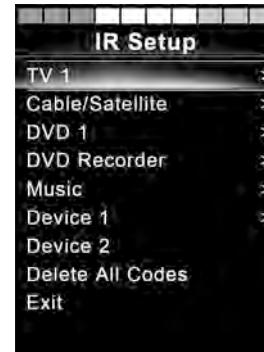 IR Setup
TV 1 >
Cable/Satellite >
DVD 1 >
DVD Recorder >
Music >
Device 1 >
Device 2
Delete All Codes
Exit